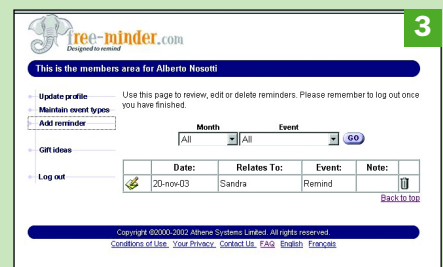 3
free-minder.com
Designed to remind
This is the members area for Alberto Nosotti
Update profile
Maintain event types
Add reminder
Gift ideas
Log out
Use this page to review, edit or delete reminders. Please remember to log out once
you have finished.
Month Event
All All GO
Date: Relates To: Event: Note:
20-nov-03 Sandra Remind
Back to top
Copyright ©2000-2002 Athene Systems Limited. All rights reserved.
Conditions of Use Your Privacy Contact Us FAQ English Français